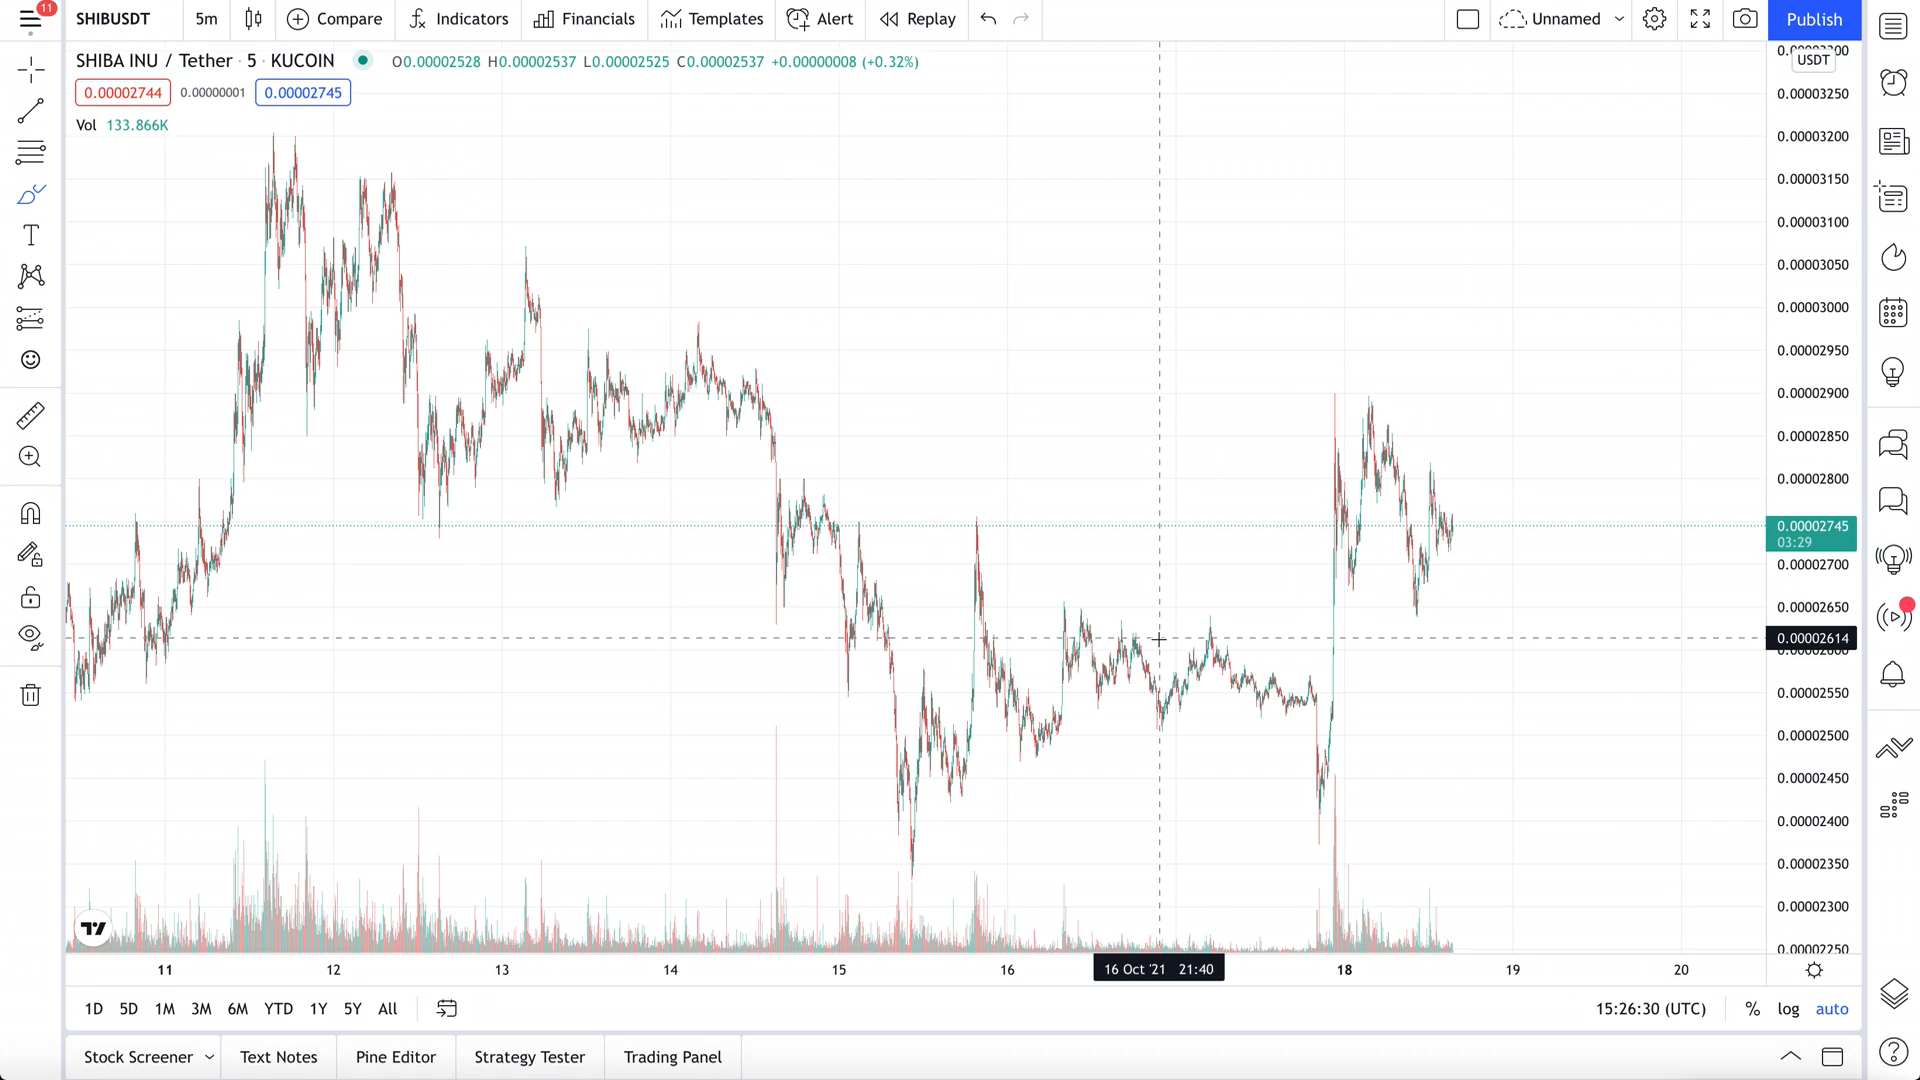 11
SHIBUSDT
5m
Compare
Indicators
Financials
Templates
Alert
Replay
Unnamed
Publish
SHIBA INU / Tether · 5 · KUCOIN
O0.00002528 H0.00002537 L0.00002525 C0.00002537 +0.00000008 (+0.32%)
0.00002744
0.00000001
0.00002745
Vol 133.866K
USDT
0.00003250
0.00003200
0.00003150
0.00003100
0.00003050
0.00003000
0.00002950
0.00002900
0.00002850
0.00002800
0.00002745
03:29
0.00002700
0.00002650
0.00002614
0.00002600
0.00002550
0.00002500
0.00002450
0.00002400
0.00002350
0.00002300
0.00002250
11 12 13 14 15 16 16 Oct '21 21:40 18 19 20
1D 5D 1M 3M 6M YTD 1Y 5Y All
15:26:30 (UTC)
%
log
auto
Stock Screener
Text Notes
Pine Editor
Strategy Tester
Trading Panel